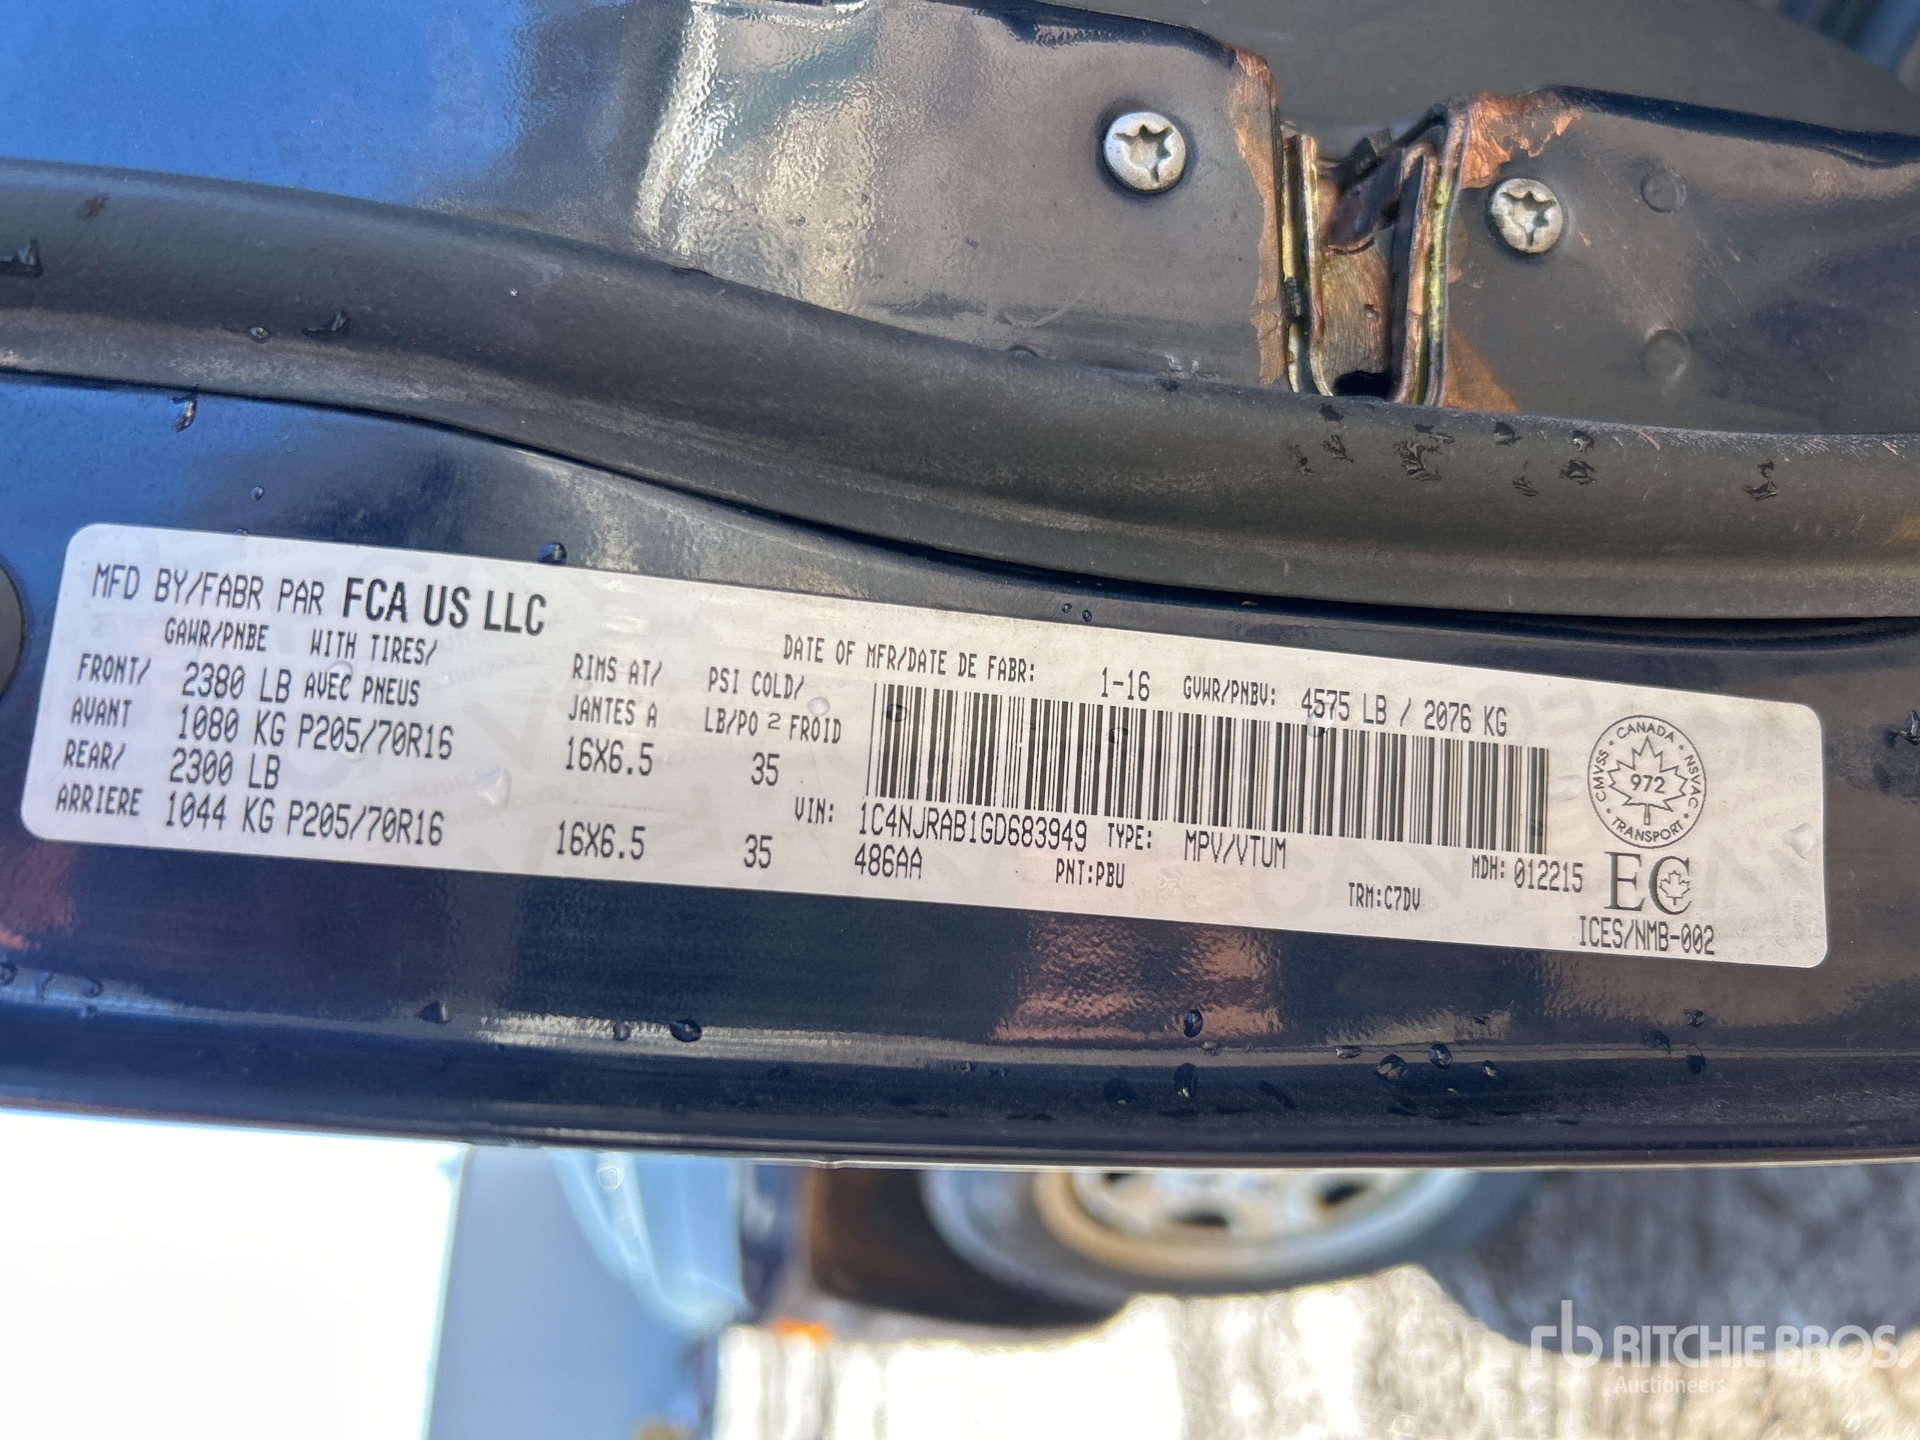 MFD BY/FABR PAR FCA US LLC
GAWR/PNBE WITH TIRES/
FRONT/ 2380 LB AVEC PNEUS RIMS AT/ PSI COLD/
AVANT 1080 KG P205/70R16 JANTES A LB/PO 2 FROID
16X6.5 35
REAR/ 2300 LB
ARRIERE 1044 KG P205/70R16 16X6.5 35
DATE OF MFR/DATE DE FABR: 1-16 GVWR/PNBV: 4575 LB / 2076 KG
VIN: 1C4NJRAB1GD683949 TYPE: MPV/VTUM MDH: 012215
486AA PNT:PBU TRM:C7DV
CANADA
CMVSS NSVAC
972
TRANSPORT
EC
ICES/NMB-002
rb RITCHIE BROS.
Auctioneers